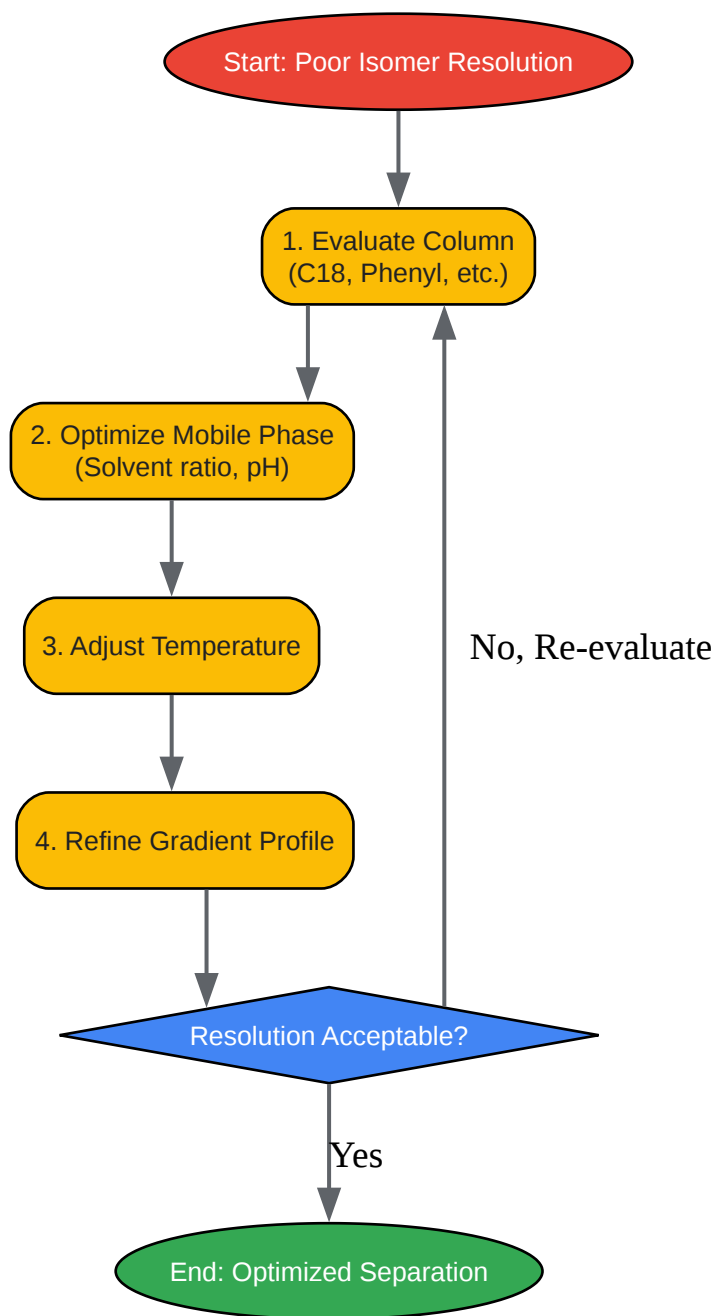 Start: Poor Isomer Resolution
1. Evaluate Column
(C18, Phenyl, etc.)
2. Optimize Mobile Phase
(Solvent ratio, pH)
3. Adjust Temperature
No, Re-evaluate
4. Refine Gradient Profile
Resolution Acceptable?
Yes
End: Optimized Separation